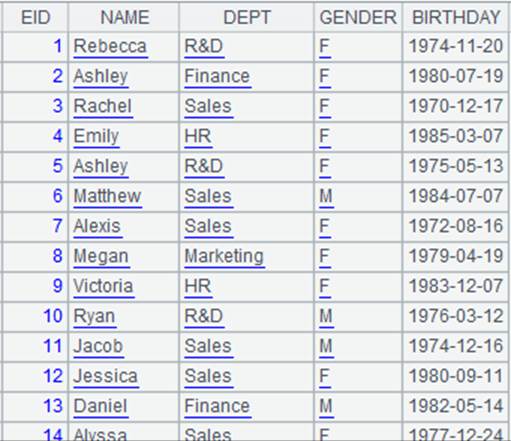 EID NAME DEPT GENDER BIRTHDAY
1 Rebecca R&D F 1974-11-20
2 Ashley Finance F 1980-07-19
3 Rachel Sales F 1970-12-17
4 Emily HR F 1985-03-07
5 Ashley R&D F 1975-05-13
6 Matthew Sales M 1984-07-07
7 Alexis Sales F 1972-08-16
8 Megan Marketing F 1979-04-19
9 Victoria HR F 1983-12-07
10 Ryan R&D M 1976-03-12
11 Jacob Sales M 1974-12-16
12 Jessica Sales F 1980-09-11
13 Daniel Finance M 1982-05-14
14 Alyssa Sales F 1977-12-24